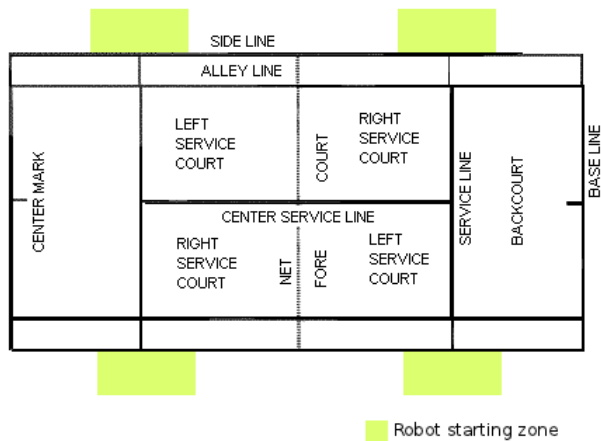 SIDE LINE
ALLEY LINE
LEFT
SERVICE
COURT
COURT
RIGHT
SERVICE
COURT
CENTER MARK
SERVICE LINE
BACKCOURT
BASE LINE
CENTER SERVICE LINE
RIGHT
SERVICE
COURT
NET
FORE
LEFT
SERVICE
COURT
Robot starting zone